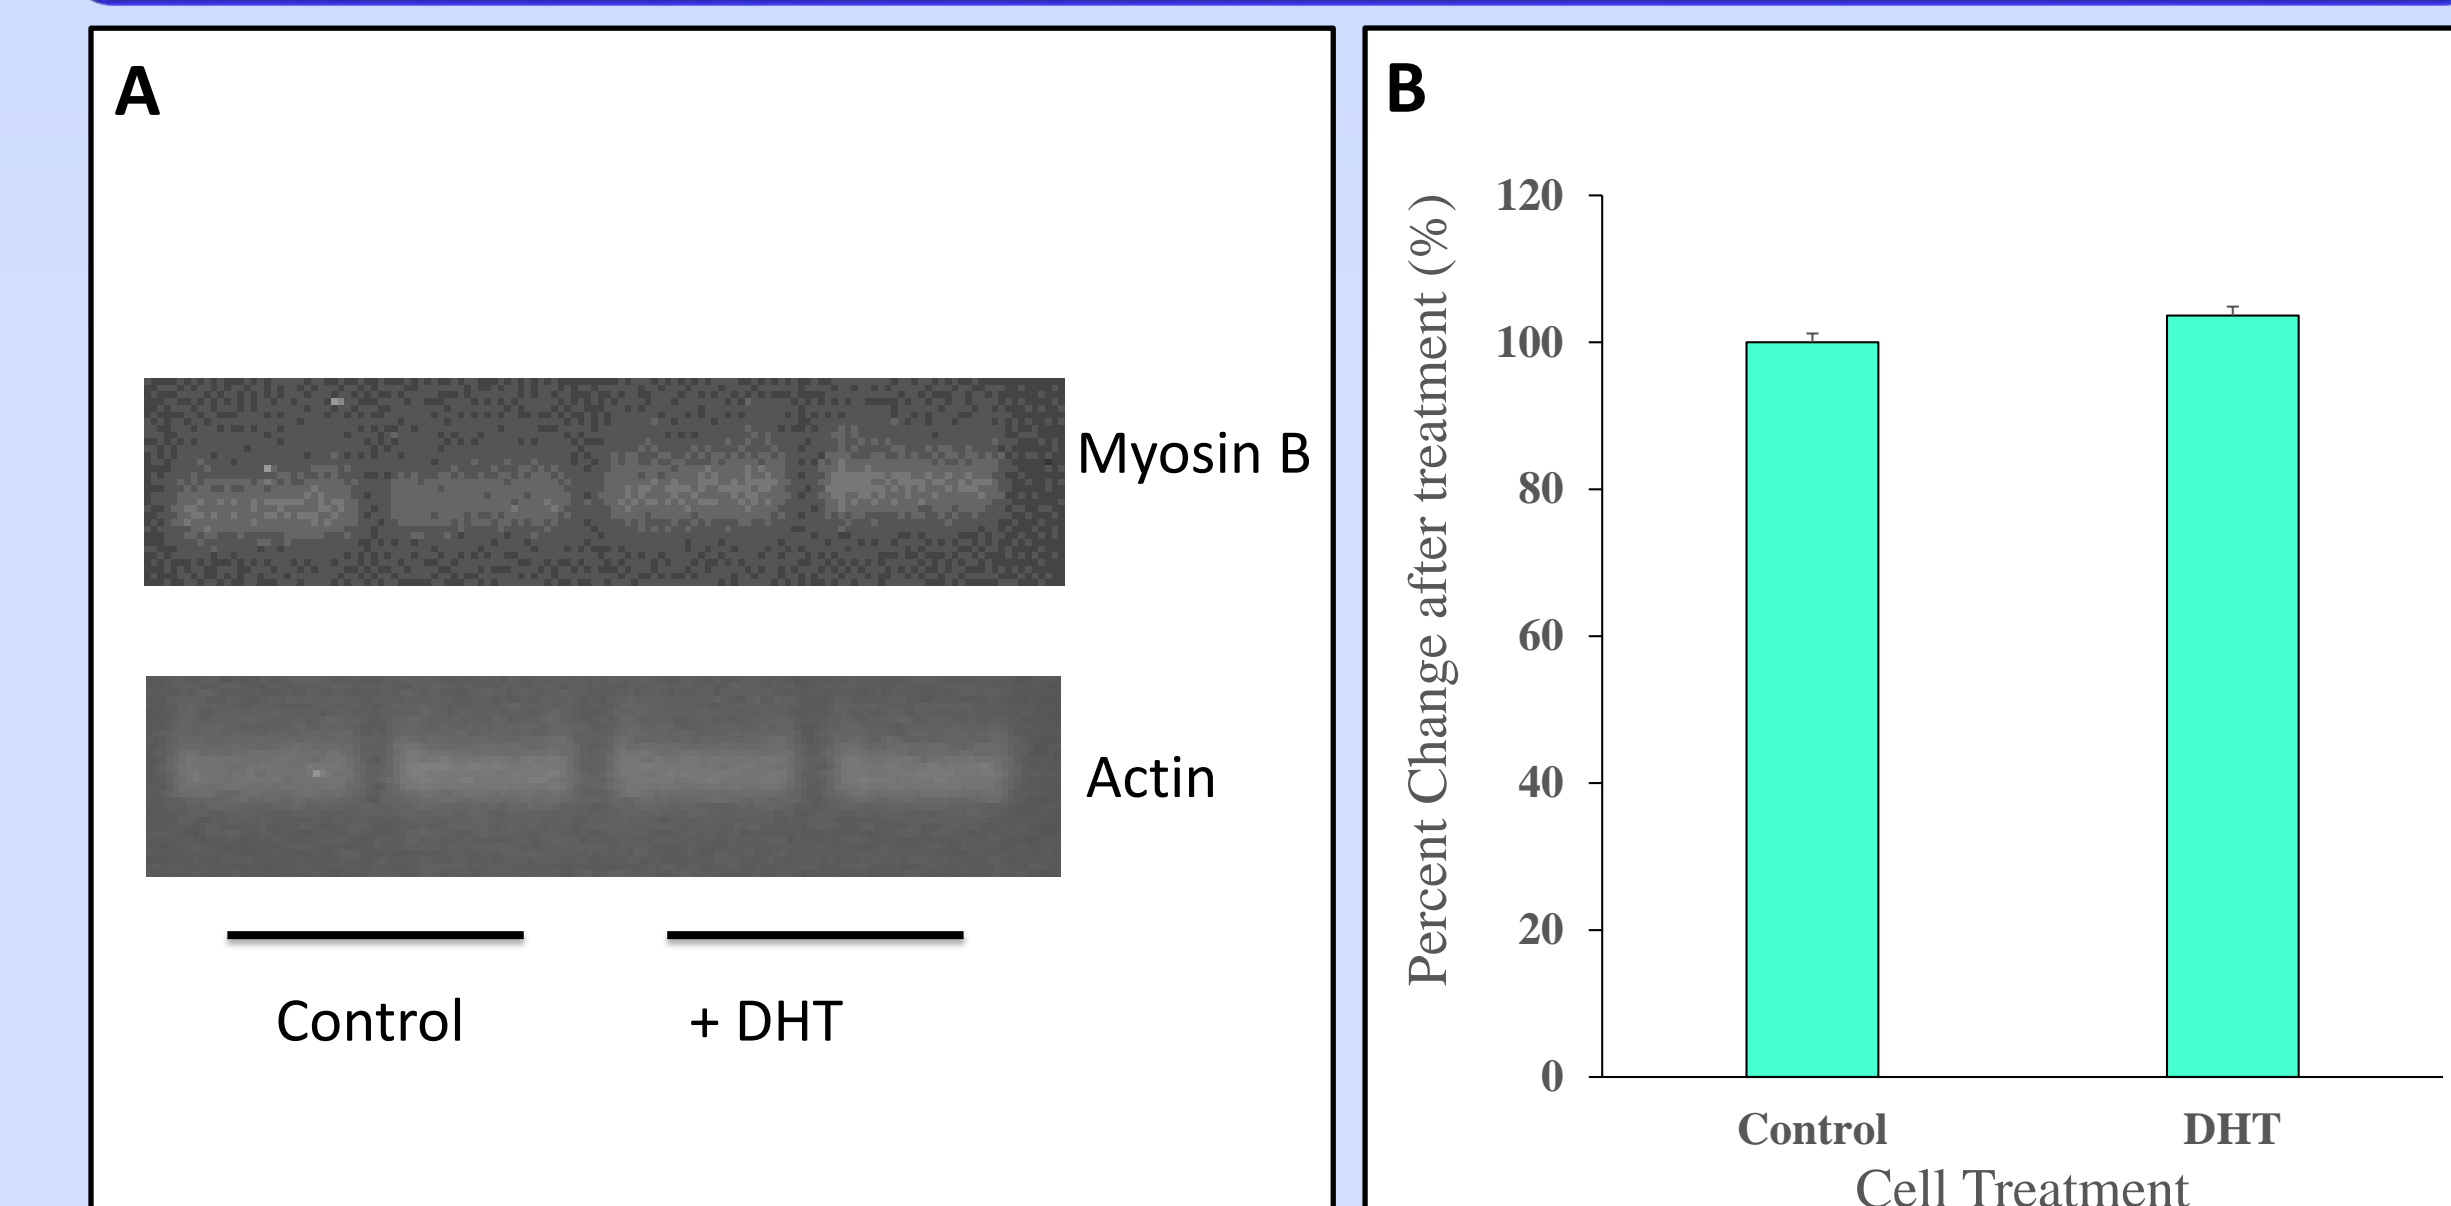 A
Myosin B
Actin
Control
+ DHT
B
Percent Change after treatment (%)
120
100
80
60
40
20
0
Control
DHT
Cell Treatment